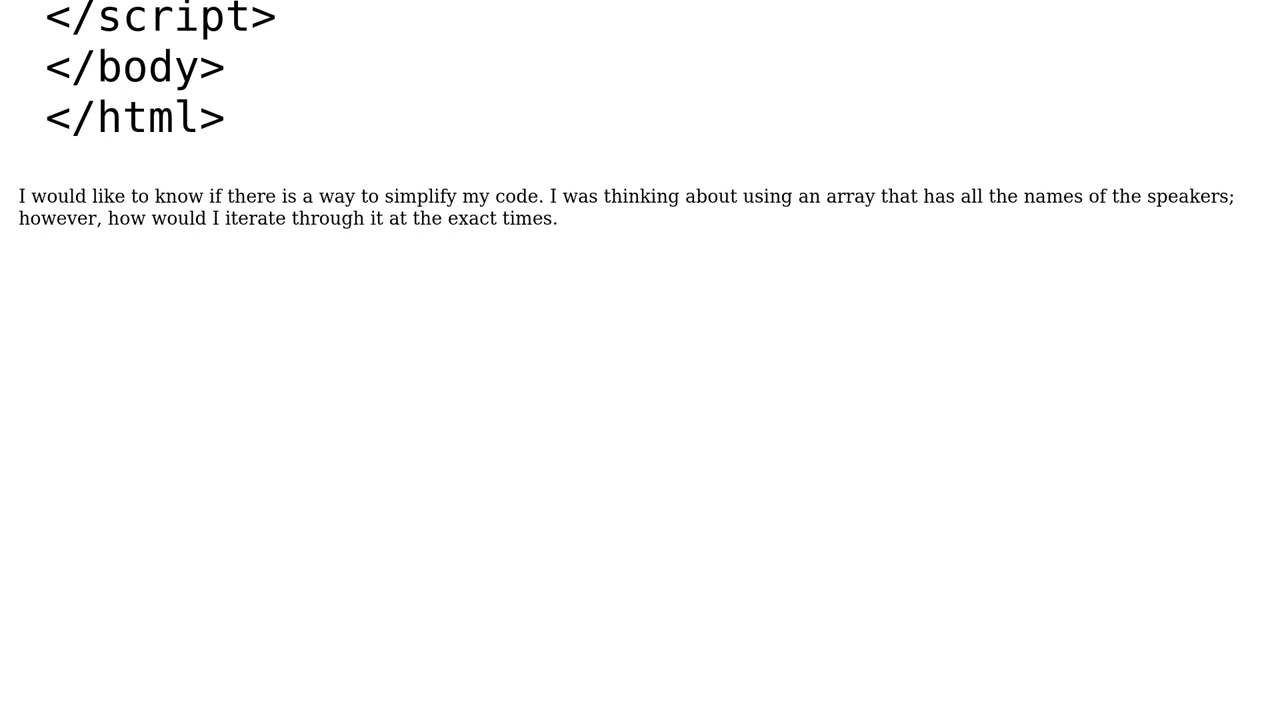 </script>
</body>
</html>
I would like to know if there is a way to simplify my code. I was thinking about using an array that has all the names of the speakers;
however, how would I iterate through it at the exact times.